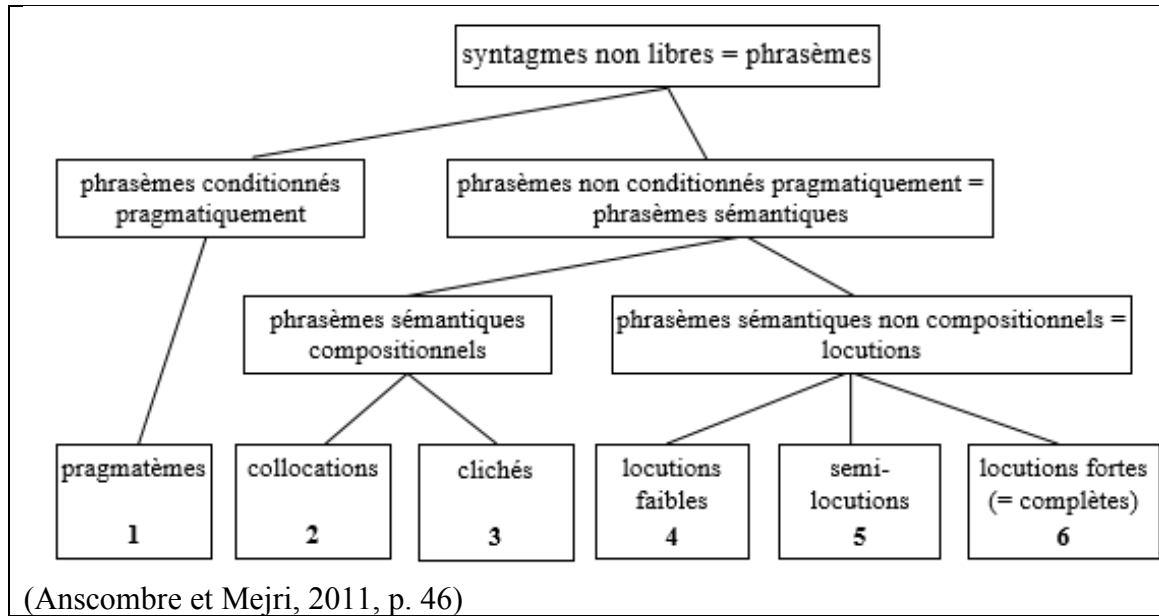 syntagmes non libres = phrasèmes
phrasèmes conditionnés
pragmatiquement
phrasèmes non conditionnés pragmatiquement =
phrasèmes sémantiques
phrasèmes sémantiques
compositionnels
phrasèmes sémantiques non compositionnels =
locutions
pragmatèmes
1
collocations
2
clichés
3
locutions
faibles
4
semi-
locutions
5
locutions fortes
(= complètes)
6
(Anscombre et Mejri, 2011, p. 46)